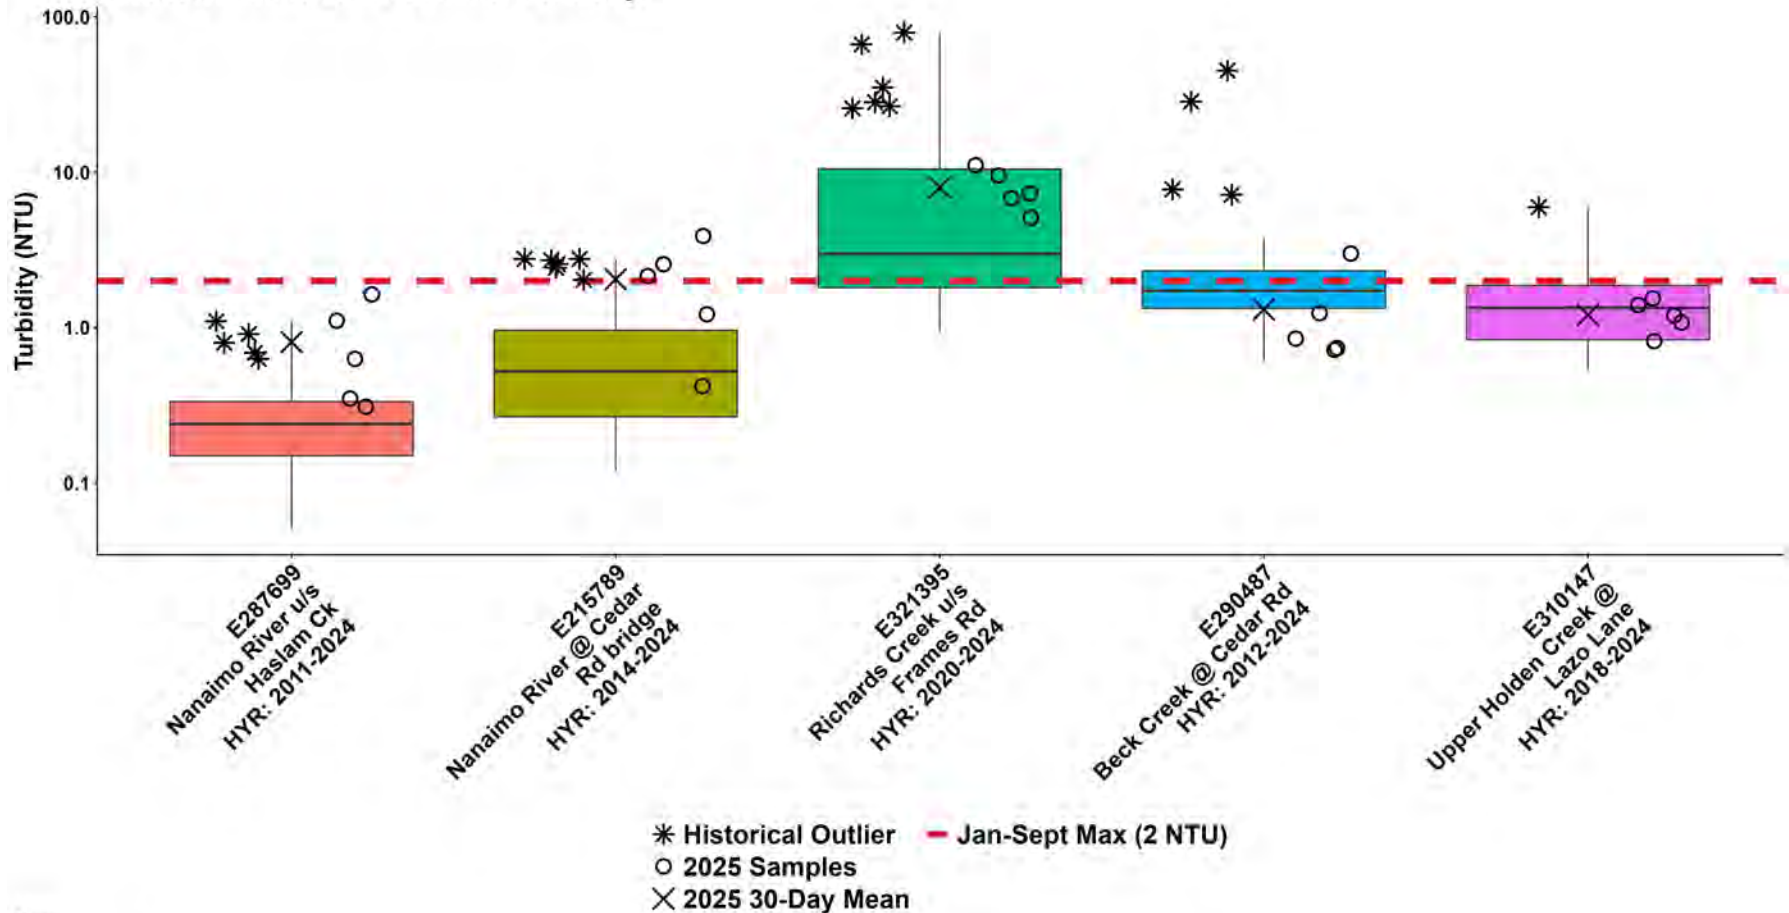 100.0
10.0
1.0
0.1
Turbidity (NTU)
E287699
Nanaimo River u/s
Haslam Ck
HYR: 2011-2024
E215789
Nanaimo River @ Cedar
Rd bridge
HYR: 2014-2024
E321395
Richards Creek u/s
Frames Rd
HYR: 2020-2024
E290487
Beck Creek @ Cedar Rd
HYR: 2012-2024
E310147
Upper Holden Creek @
Lazo Lane
HYR: 2018-2024
Historical Outlier
Jan-Sept Max (2 NTU)
2025 Samples
2025 30-Day Mean